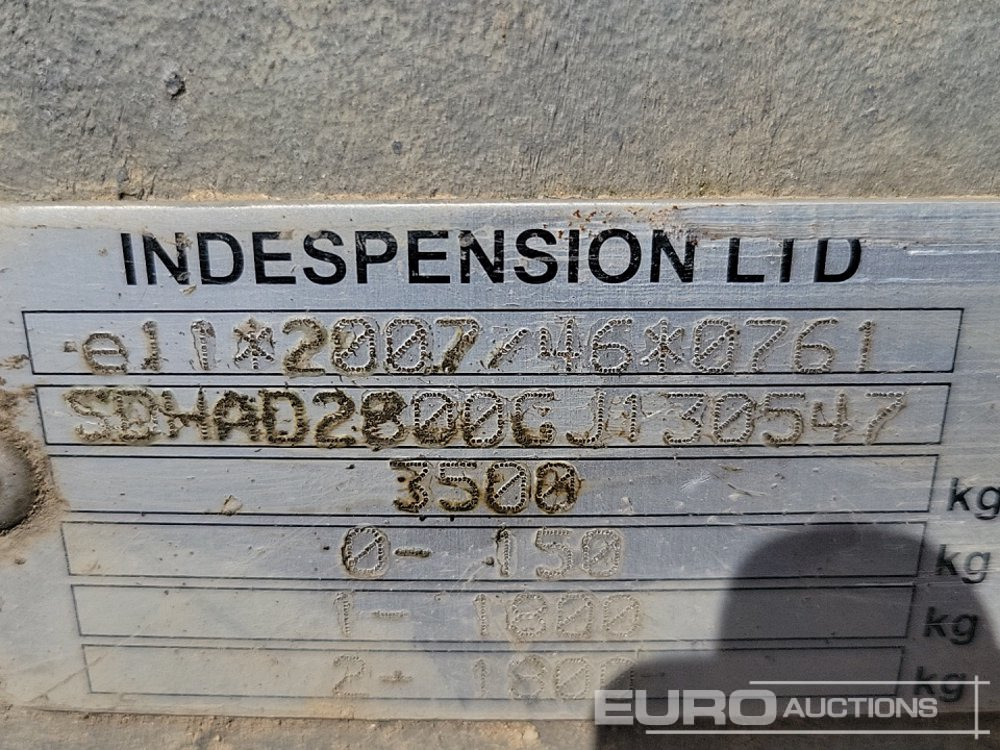 INDESPENSION LTD
e11*2007/46*0761
SDHAD2800GJ130547
3500 kg
0- 150 kg
1- 1800 kg
2- 1800 kg
EURO AUCTIONS